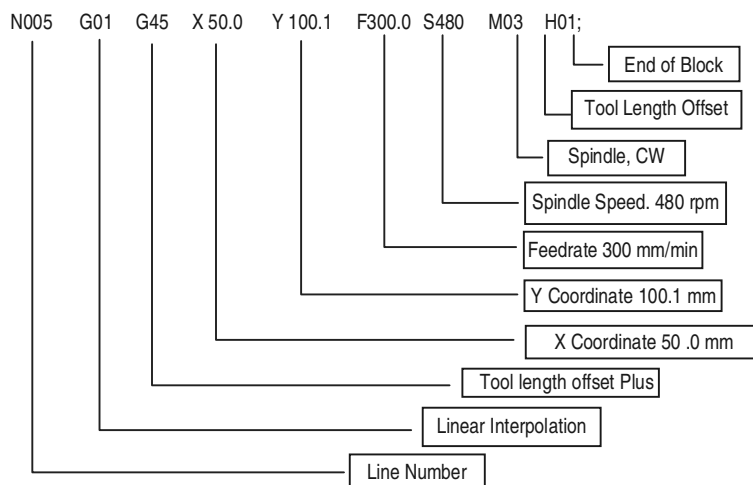 N005 G01 G45 X 50.0 Y 100.1 F300.0 S480 M03 H01;
End of Block
Tool Length Offset
Spindle, CW
Spindle Speed. 480 rpm
Feedrate 300 mm/min
Y Coordinate 100.1 mm
X Coordinate 50 .0 mm
Tool length offset Plus
Linear Interpolation
Line Number